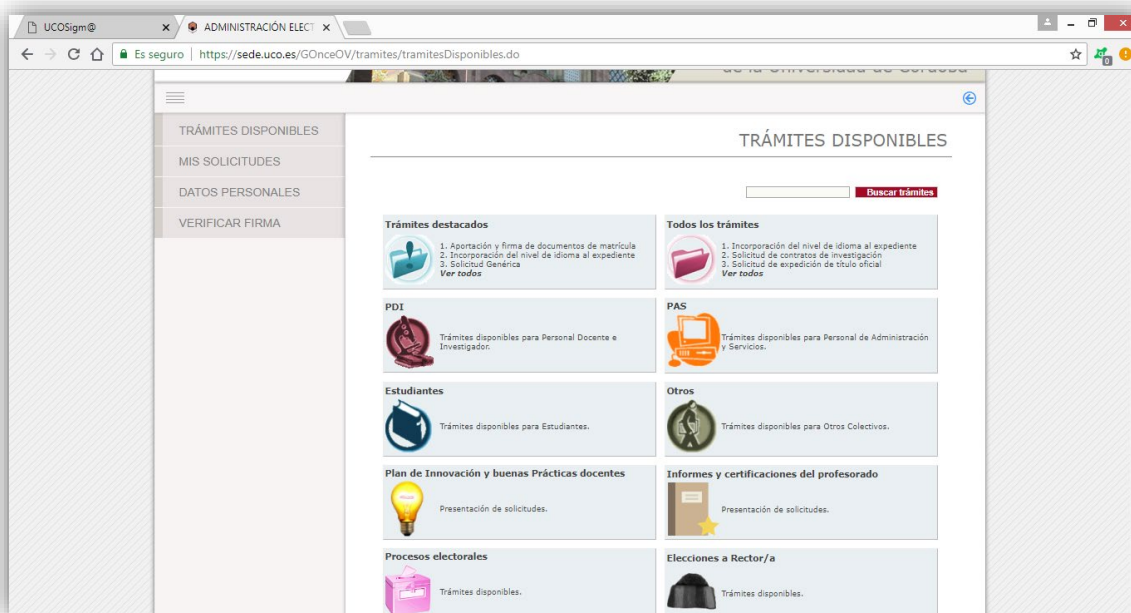 UCOSigm@
ADMINISTRACIÓN ELECT
Es seguro
https://sede.uco.es/GOnceOV/tramites/tramitesDisponibles.do
0
de la Universidad de Córdoba
TRÁMITES DISPONIBLES
MIS SOLICITUDES
DATOS PERSONALES
VERIFICAR FIRMA
TRÁMITES DISPONIBLES
Buscar trámites
Trámites destacados
1. Aportación y firma de documentos de matrícula
2. Incorporación del nivel de idioma al expediente
3. Solicitud Genérica
Ver todos
Todos los trámites
1. Incorporación del nivel de idioma al expediente
2. Solicitud de contratos de investigación
3. Solicitud de expedición de título oficial
Ver todos
PDI
Trámites disponibles para Personal Docente e
Investigador.
PAS
Trámites disponibles para Personal de Administración
y Servicios.
Estudiantes
Trámites disponibles para Estudiantes.
Otros
Trámites disponibles para Otros Colectivos.
Plan de Innovación y buenas Prácticas docentes
Presentación de solicitudes.
Informes y certificaciones del profesorado
Presentación de solicitudes.
Procesos electorales
Trámites disponibles.
Elecciones a Rector/a
Trámites disponibles.